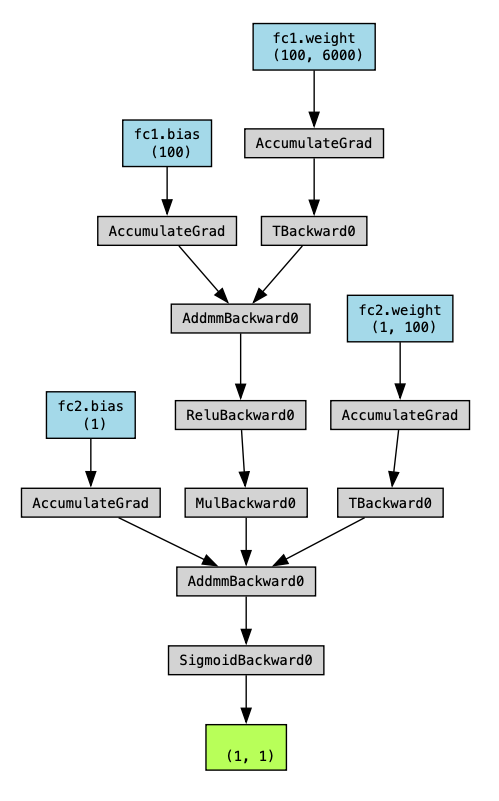 fc1.weight
(100, 6000)
fc1.bias
(100)
AccumulateGrad
AccumulateGrad
TBackward0
AddmmBackward0
fc2.weight
(1, 100)
fc2.bias
(1)
ReluBackward0
AccumulateGrad
AccumulateGrad
MulBackward0
TBackward0
AddmmBackward0
SigmoidBackward0
(1, 1)